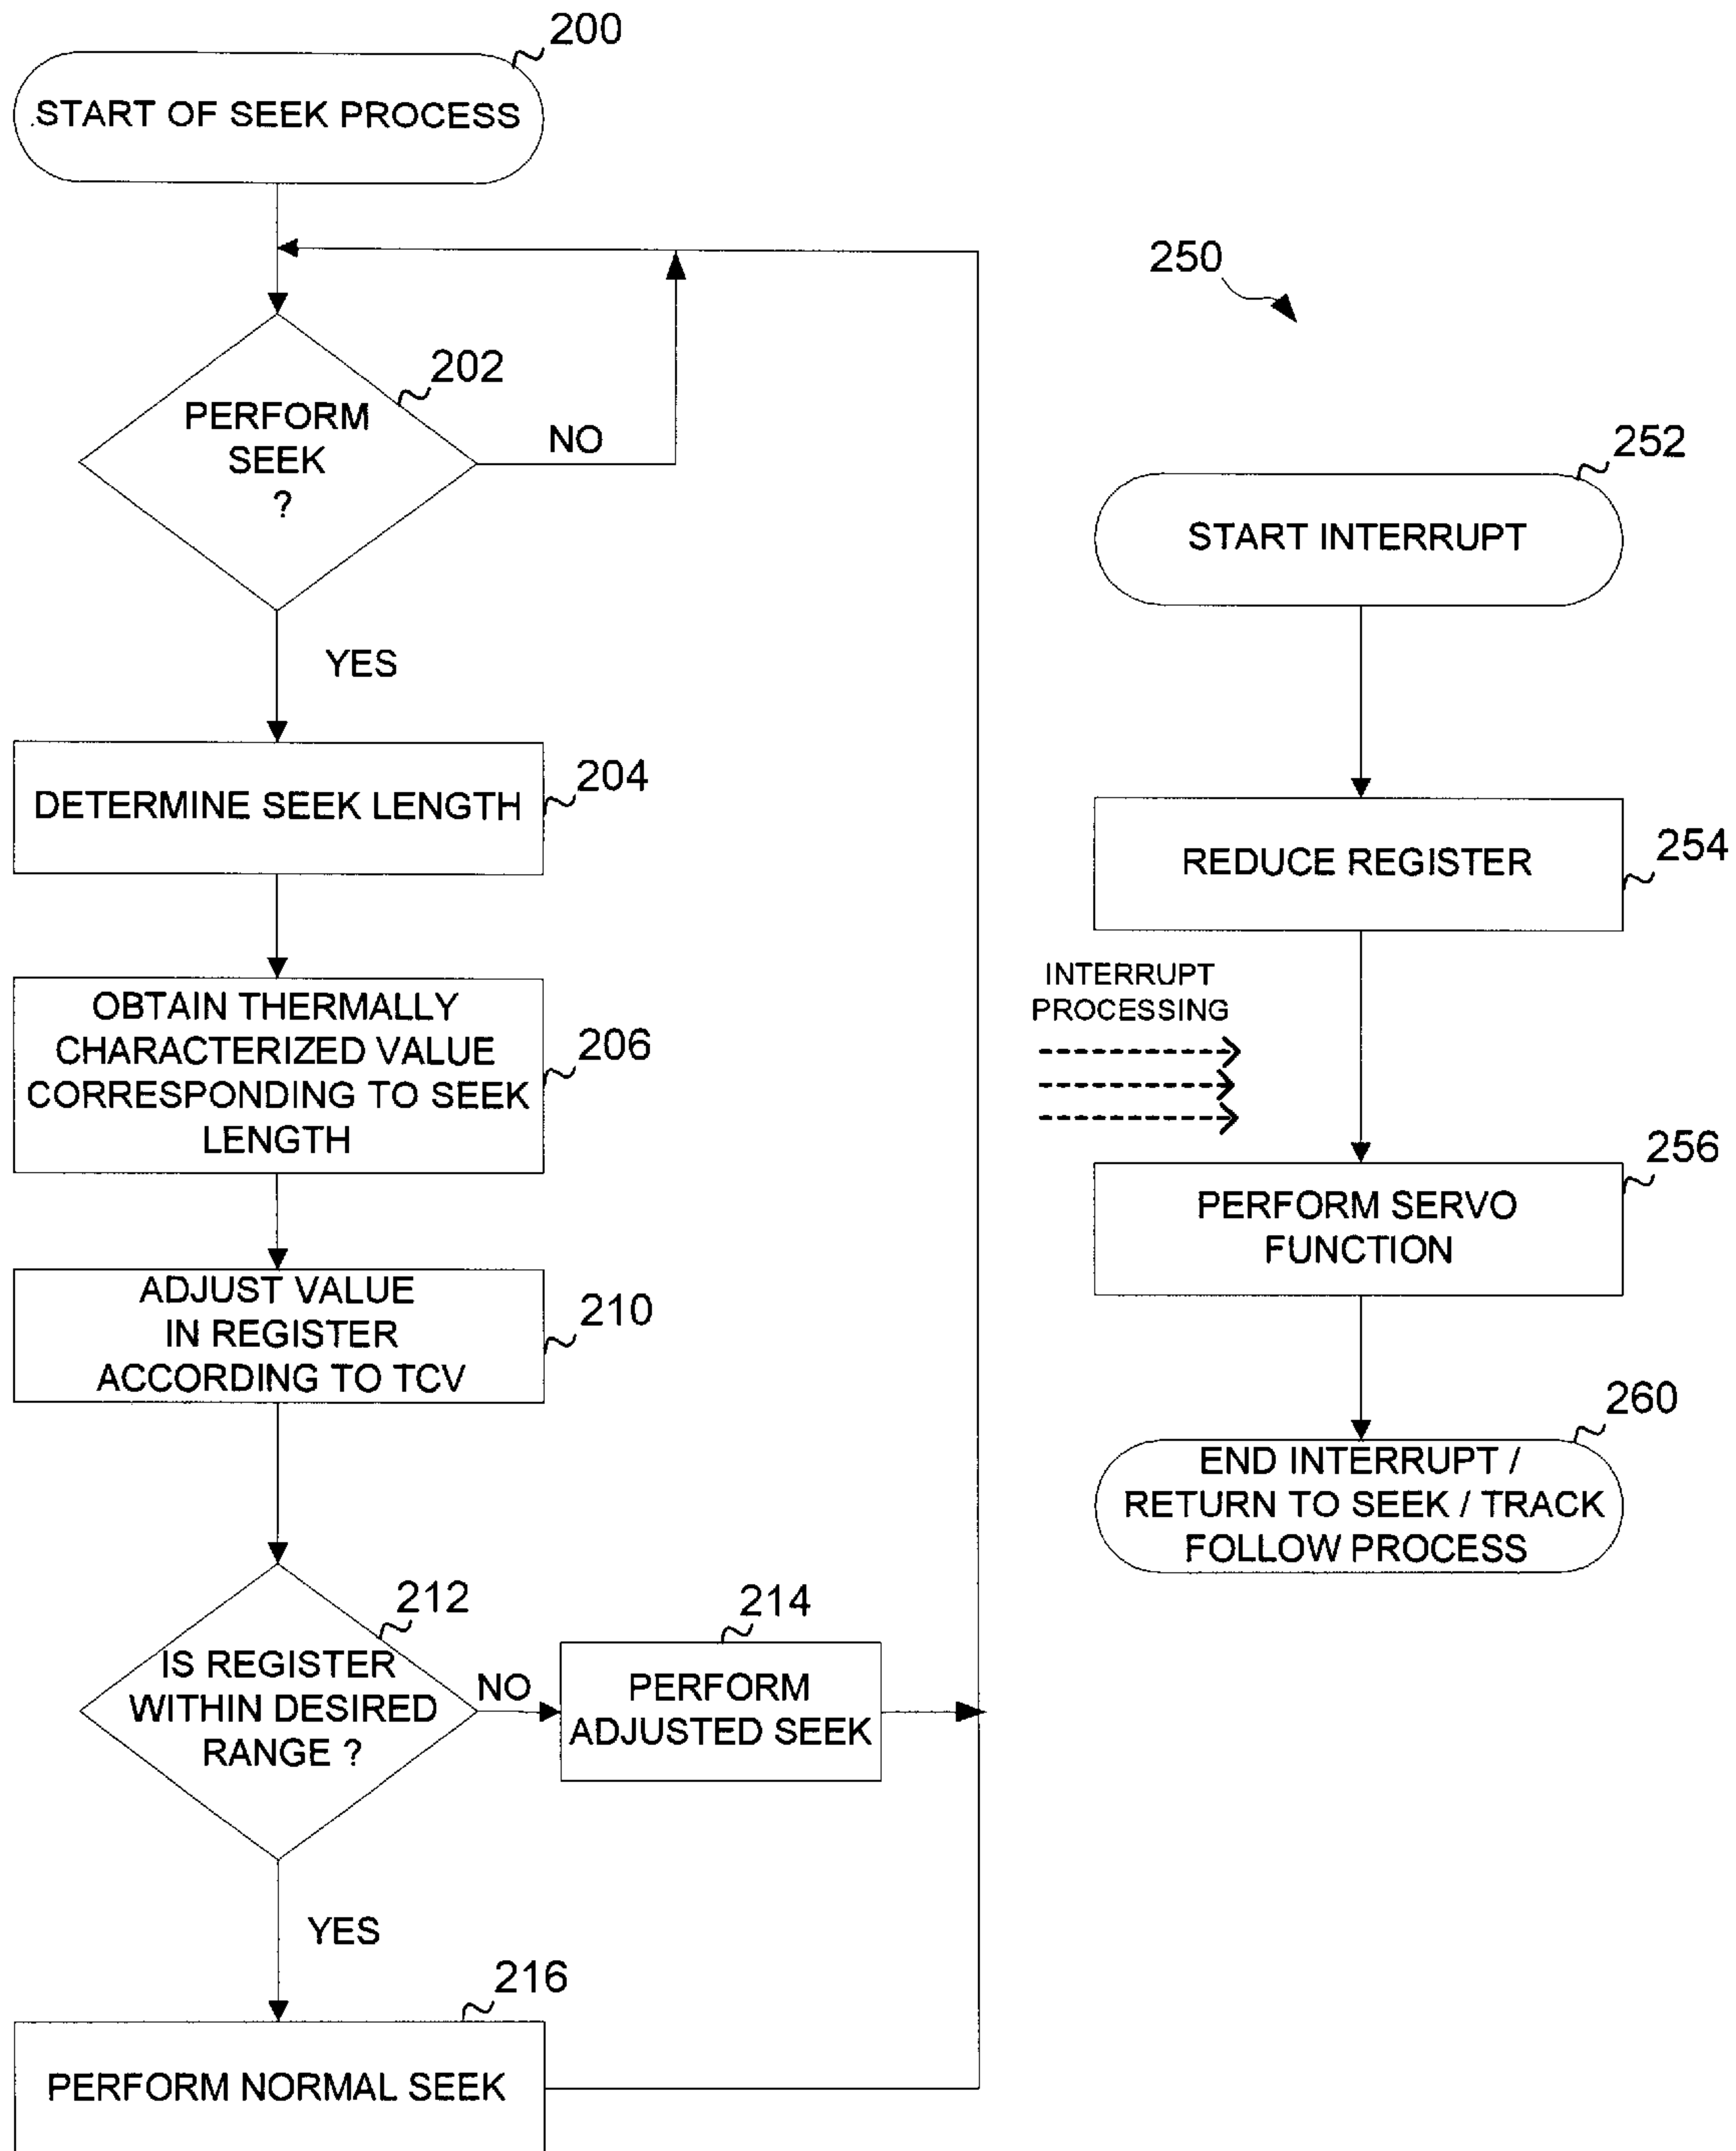 200
START OF SEEK PROCESS
202
PERFORM
SEEK
?
NO
YES
204
DETERMINE SEEK LENGTH
206
OBTAIN THERMALLY
CHARACTERIZED VALUE
CORRESPONDING TO SEEK
LENGTH
210
ADJUST VALUE
IN REGISTER
ACCORDING TO TCV
212
IS REGISTER
WITHIN DESIRED
RANGE ?
NO
214
PERFORM
ADJUSTED SEEK
YES
216
PERFORM NORMAL SEEK
250
252
START INTERRUPT
254
REDUCE REGISTER
INTERRUPT
PROCESSING
256
PERFORM SERVO
FUNCTION
260
END INTERRUPT /
RETURN TO SEEK / TRACK
FOLLOW PROCESS